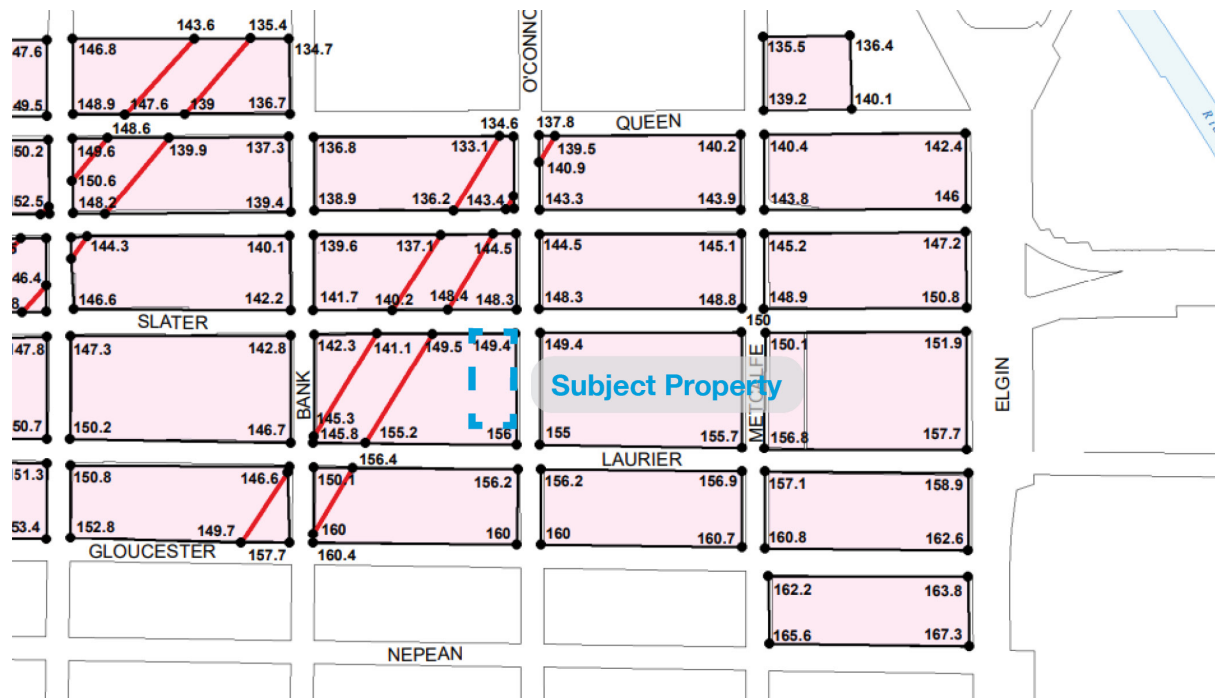 143.6 135.4
O'CONNO
47.6 146.8 134.7 135.5 136.4
49.5 148.9 147.6 139 136.7 139.2 140.1
148.6 134.6 137.8 QUEEN
150.2 149.6 139.9 137.3 136.8 133.1 139.5 140.2 140.4 142.4
150.6 140.9
152.5 148.2 139.4 138.9 136.2 143.4 143.3 143.9 143.8 146
144.3 140.1 139.6 137.1 144.5 144.5 145.1 145.2 147.2
46.4
8 146.6 142.2 141.7 140.2 148.4 148.3 148.3 148.8 148.9 150.8
SLATER 150
47.8 147.3 142.8 142.3 141.1 149.5 149.4 149.4 150.1 151.9
BANK
Subject Property
METCALFE
ELGIN
145.3
50.7 150.2 146.7 145.8 155.2 156 155 155.7 156.8 157.7
156.4 LAURIER
51.3 150.8 146.6 150.1 156.2 156.2 156.9 157.1 158.9
53.4 152.8 149.7 160 160 160 160.7 160.8 162.6
GLOUCESTER 157.7 160.4
162.2 163.8
165.6 167.3
NEPEAN